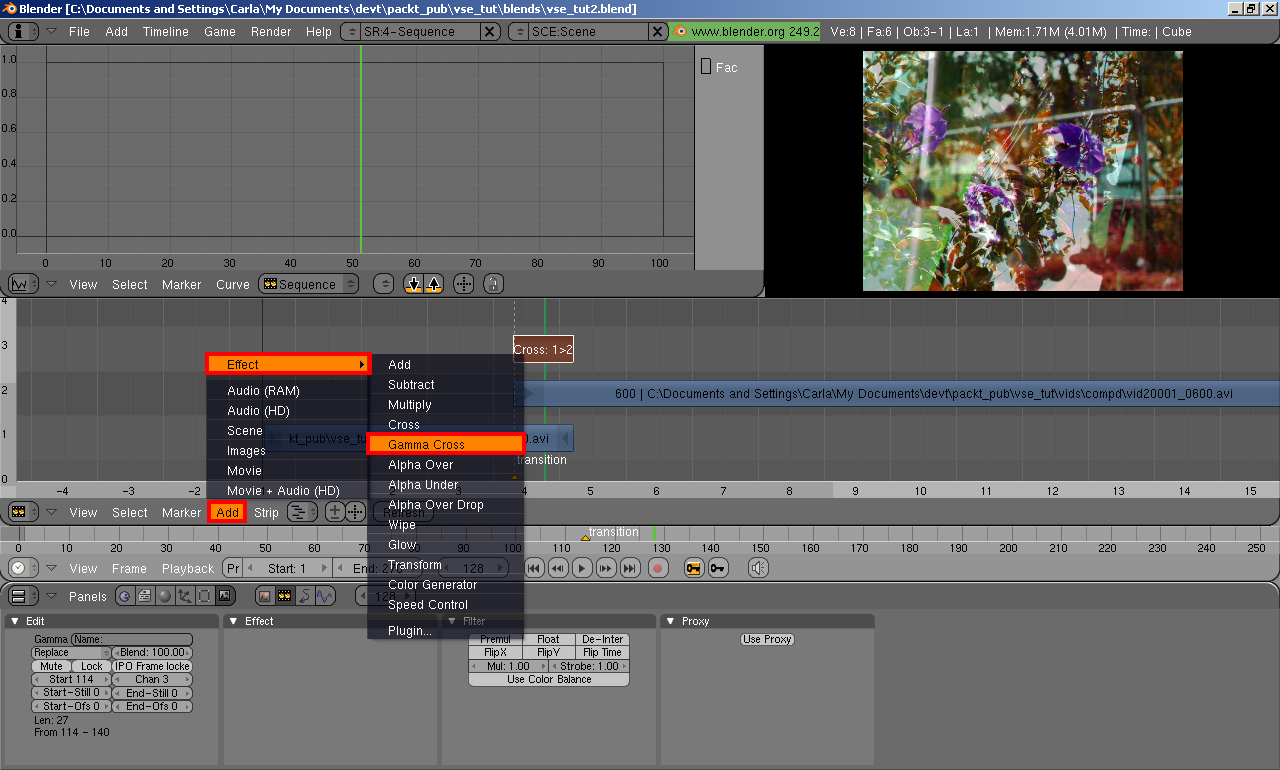 Blender [C:\Documents and Settings\Carla\My Documents\devt\packt_pub\vse_tut\blends\vse_tut2.blend]
File Add Timeline Game Render Help SR:4-Sequence X SCE:Scene X www.blender.org 249.2 Ve:8 | Fa:6 | Ob:3-1 | La:1 | Mem:1.71M (4.01M) | Time: | Cube
1.0
0.8
0.6
0.4
0.2
0.0
0 10 20 30 40 50 60 70 80 90 100
Fac
View Select Marker Curve Sequence
4
3
2
1
0
Cross: 1>2
600 | C:\Documents and Settings\Carla\My Documents\devt\packt_pub\vse_tut\vids\compd\vid20001_0600.avi
kt_pub\vse_tu
0.avi
transition
Effect
Audio (RAM)
Audio (HD)
Scene
Images
Movie
Movie + Audio (HD)
Add
Subtract
Multiply
Cross
Gamma Cross
Alpha Over
Alpha Under
Alpha Over Drop
Wipe
Glow
Transform
Color Generator
Speed Control
Plugin...
-4 -3 -2 4 5 6 7 8 9 10 11 12 13 14 15
View Select Marker Add Strip Refresh
transition
0 10 20 30 40 50 60 70 80 90 100 110 120 130 140 150 160 170 180 190 200 210 220 230 240 250
View Frame Playback Pr Start: 1 128
Panels 128
Edit
Gamma Name:
Replace Blend: 100.00
Mute Lock IPO Frame locke
Start 114 Chan 3
Start-Still 0 End-Still 0
Start-Ofs 0 End-Ofs 0
Len: 27
From 114 - 140
Effect
Filter
Premul Float De-Inter
FlipX FlipY Flip Time
Mul: 1.00 Strobe: 1.00
Use Color Balance
Proxy
Use Proxy